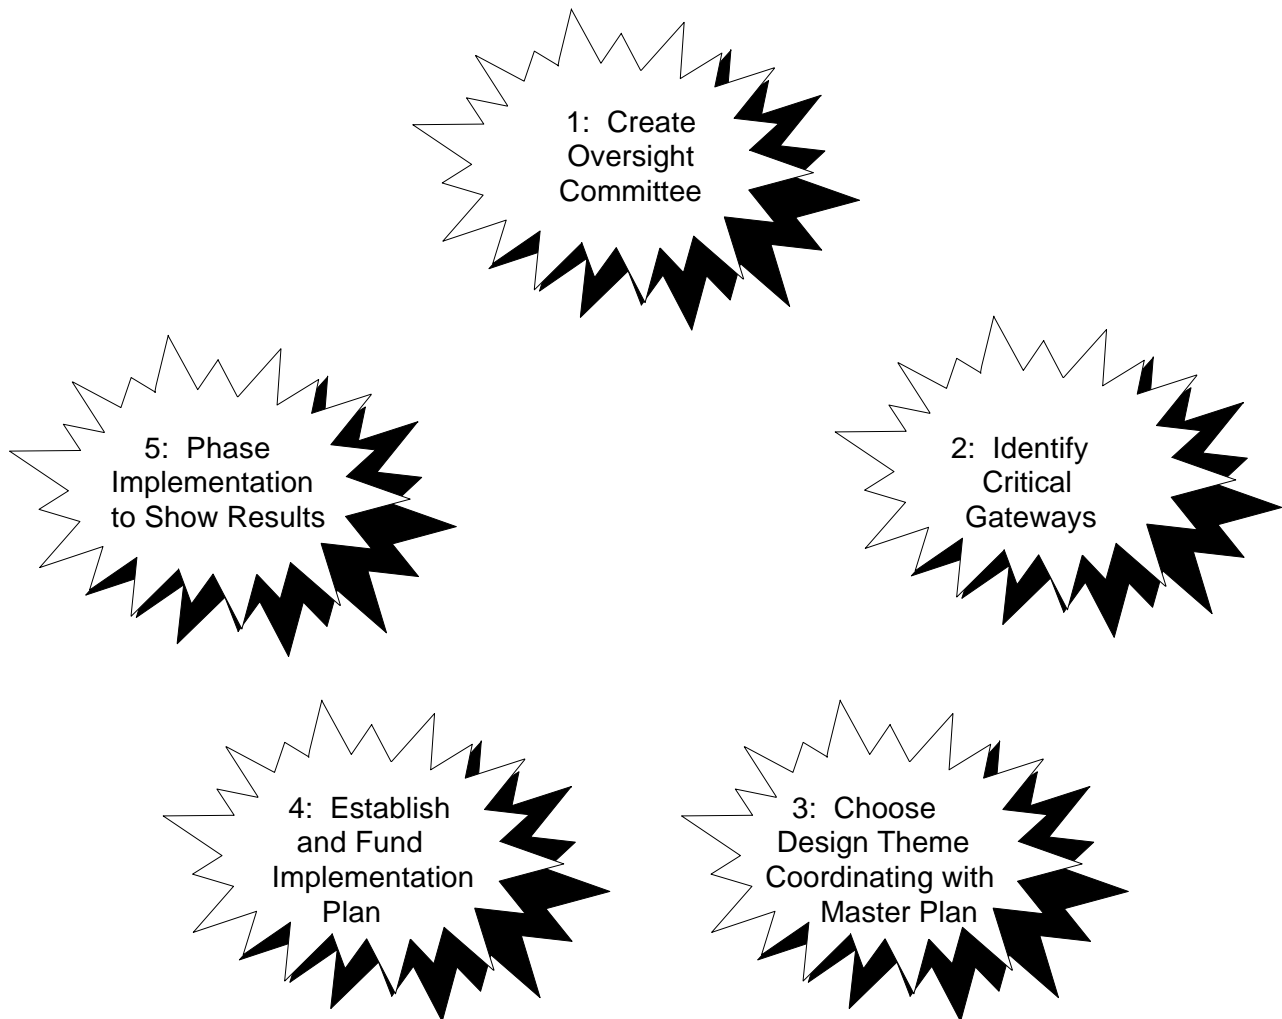 1:  Create
Oversight
Committee
2:  Identify
Critical
Gateways
3:  Choose
Design Theme
Coordinating with
Master Plan
4:  Establish
and Fund
Implementation
Plan
5:  Phase
Implementation
to Show Results